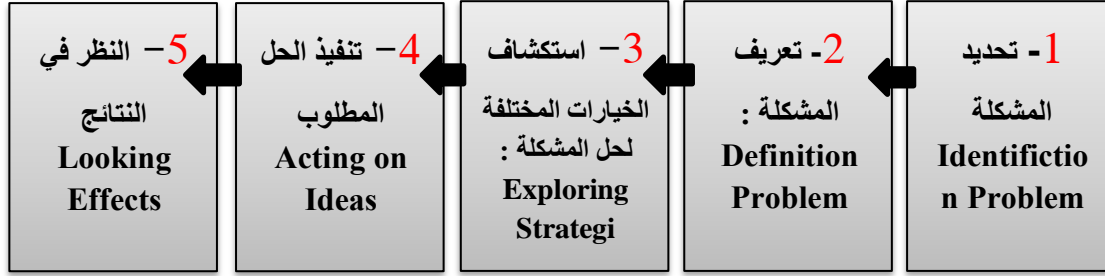 1- تحديد
المشكلة
Identifictio
n Problem
2- تعريف
المشكلة :
Definition
Problem
3– استكشاف
الخيارات المختلفة
لحل المشكلة :
Exploring
Strategi
4– تنفيذ الحل
المطلوب
Acting on
Ideas
5– النظر في
النتائج
Looking
Effects